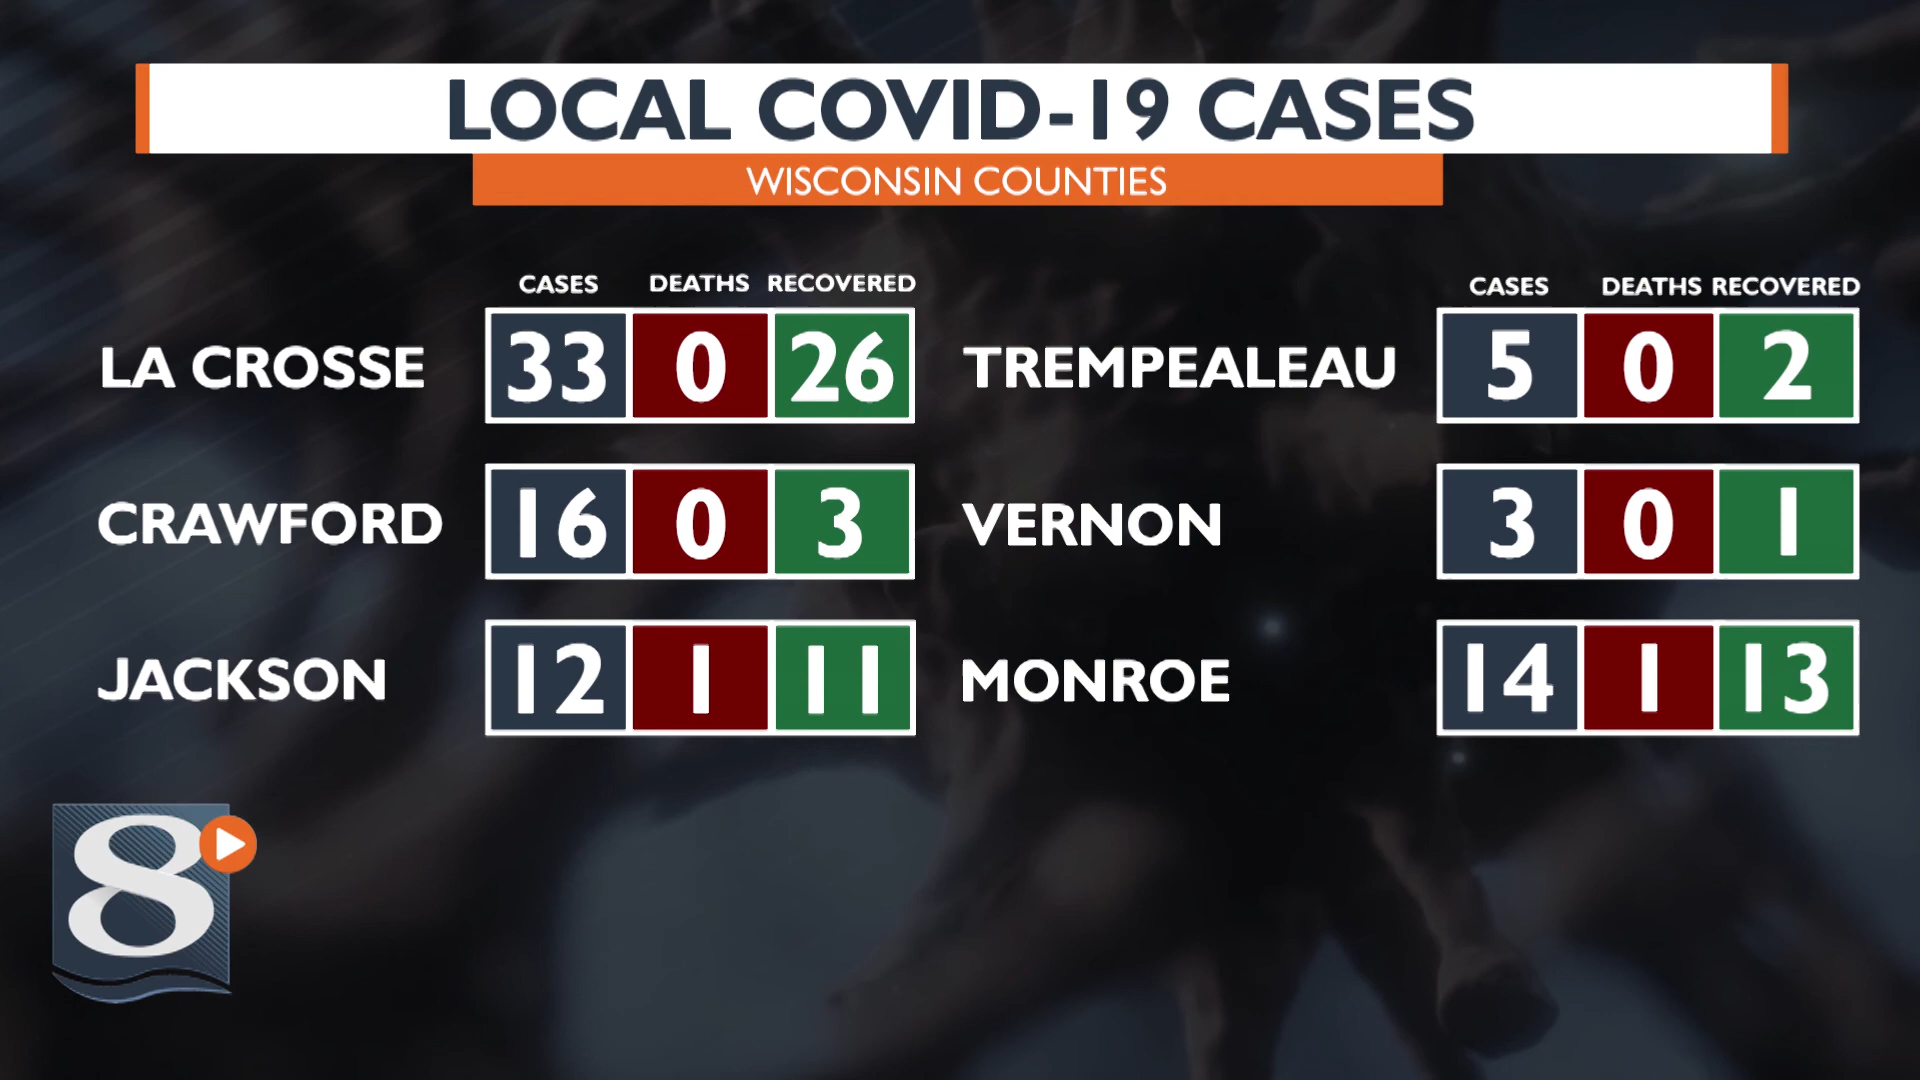 LOCAL COVID-19 CASES
WISCONSIN COUNTIES
CASES DEATHS RECOVERED
LA CROSSE 33 0 26
CRAWFORD 16 0 3
JACKSON 12 1 11
CASES DEATHS RECOVERED
TREMPEALEAU 5 0 2
VERNON 3 0 1
MONROE 14 1 13
8